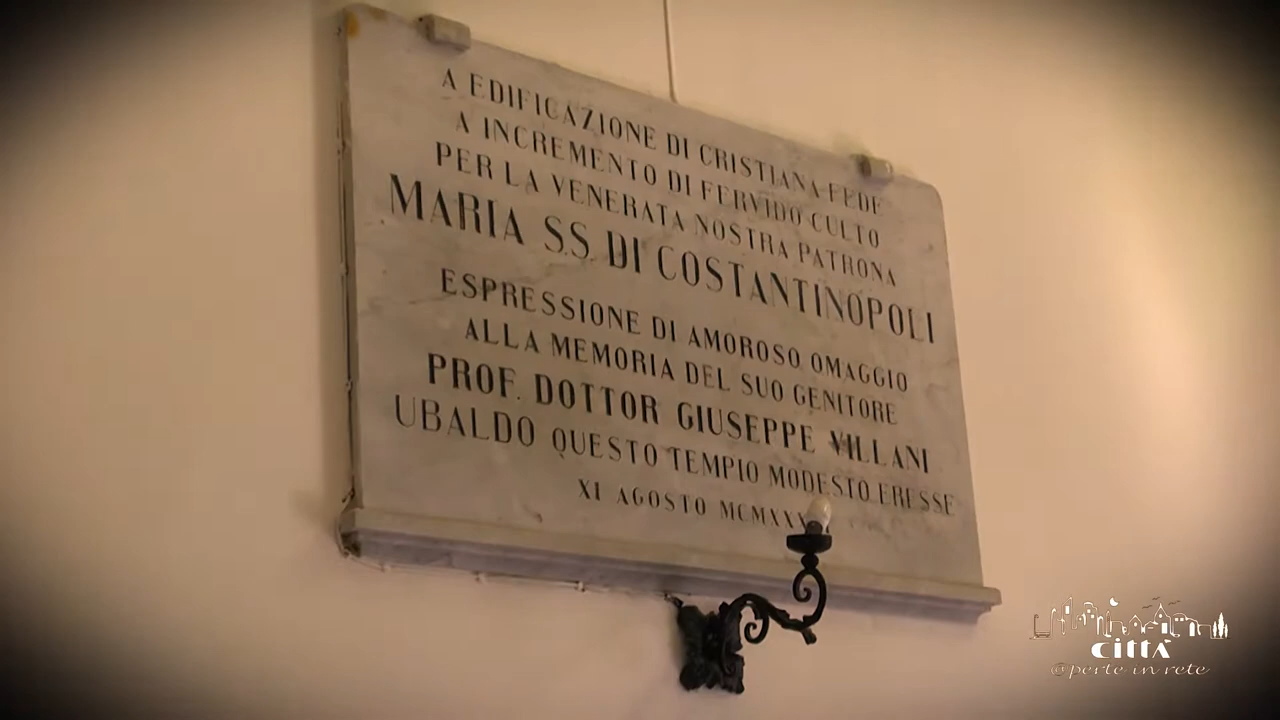 A EDIFICAZIONE DI CRISTIANA FEDE
A INCREMENTO DI FERVIDO CULTO
PER LA VENERATA NOSTRA PATRONA
MARIA SS. DI COSTANTINOPOLI
ESPRESSIONE DI AMOROSO OMAGGIO
ALLA MEMORIA DEL SUO GENITORE
PROF. DOTTOR GIUSEPPE VILLANI
UBALDO QUESTO TEMPIO MODESTO ERESSE
XI AGOSTO
CITTÀ
@perte in rete